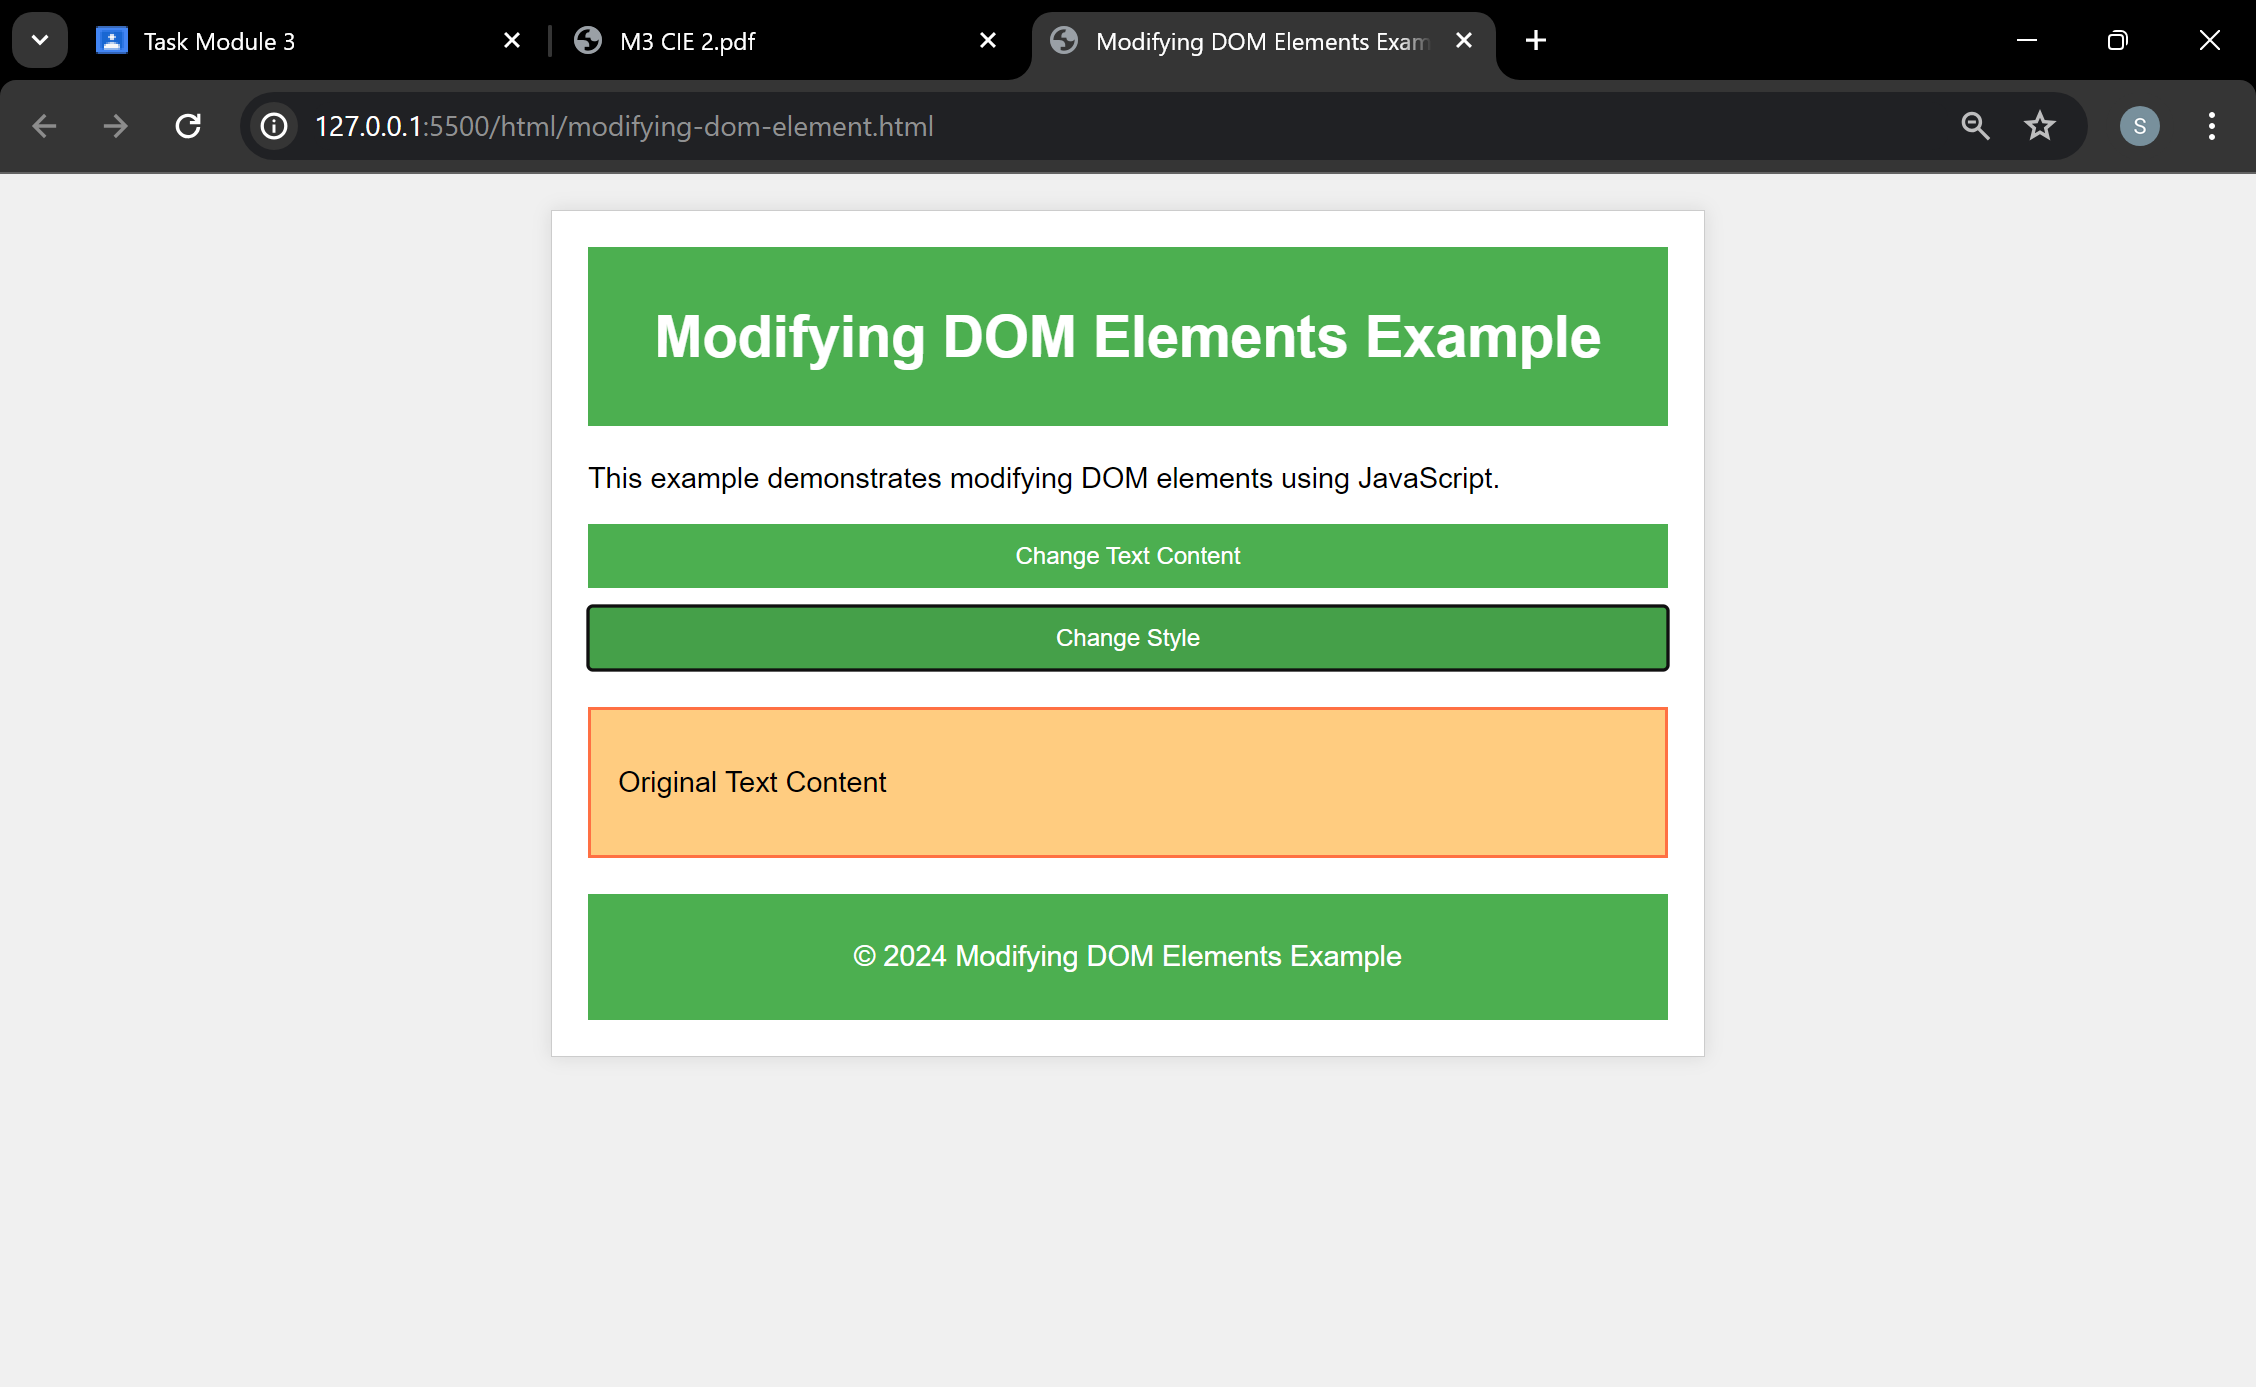 Task Module 3
M3 CIE 2.pdf
Modifying DOM Elements Exam
127.0.0.1:5500/html/modifying-dom-element.html
S
Modifying DOM Elements Example
This example demonstrates modifying DOM elements using JavaScript.
Change Text Content
Change Style
Original Text Content
© 2024 Modifying DOM Elements Example